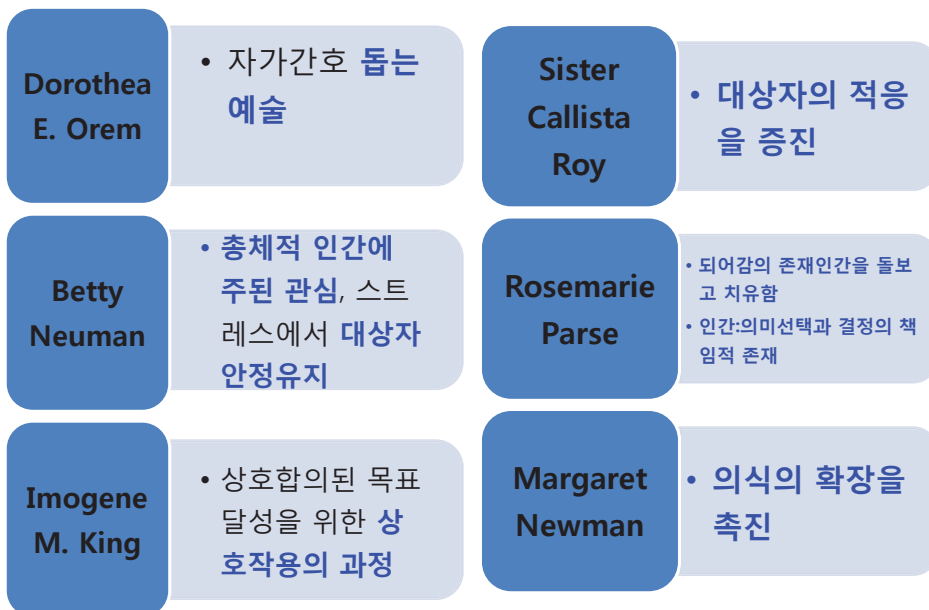 Dorothea
E. Orem
• 자가간호 돕는
예술
Betty
Neuman
• 총체적 인간에
주된 관심, 스트
레스에서 대상자
안정유지
Imogene
M. King
• 상호합의된 목표
달성을 위한 상
호작용의 과정
Sister
Callista
Roy
• 대상자의 적응
을 증진
Rosemarie
Parse
• 되어감의 존재인간을 돌보
고 치유함
• 인간:의미선택과 결정의 책
임적 존재
Margaret
Newman
• 의식의 확장을
촉진